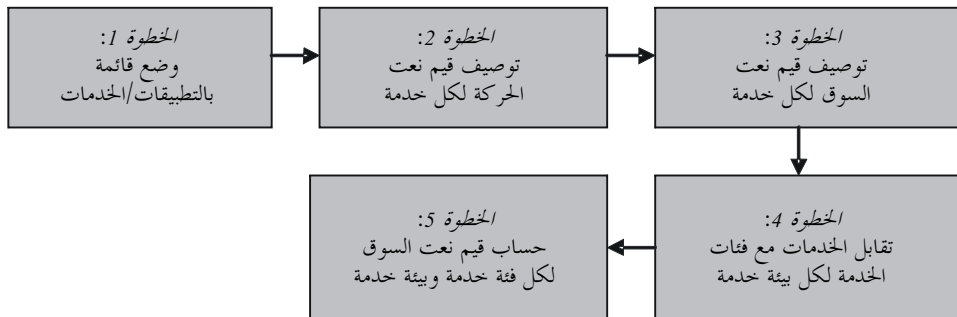 الخطوة 1:
وضع قائمة
بالتطبيقات/الخدمات
الخطوة 2:
توصيف قيم نعت
الحركة لكل خدمة
الخطوة 3:
توصيف قيم نعت
السوق لكل خدمة
الخطوة 4:
تقابل الخدمات مع فئات
الخدمة لكل بيئة خدمة
الخطوة 5:
حساب قيم نعت السوق
لكل فئة خدمة وبيئة خدمة